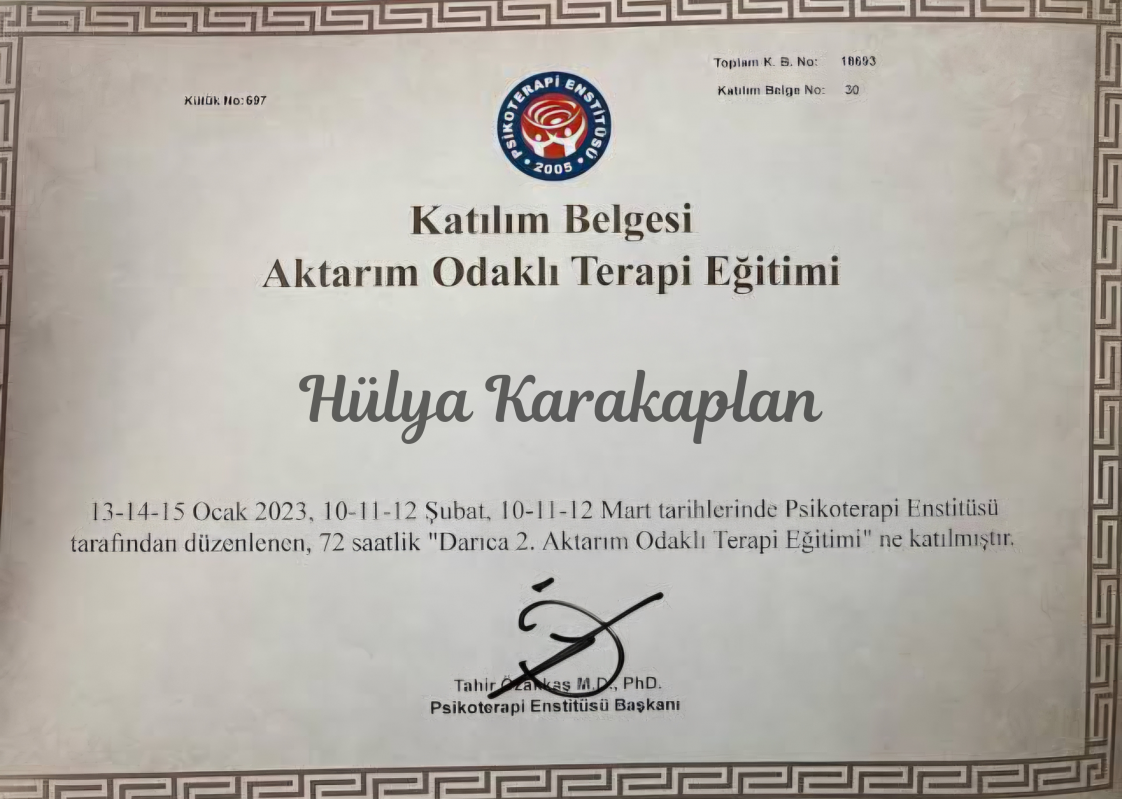 Toplam K. B. No: 18693
Kütük No:697
Katılım Belge No: 30
PSİKOTERAPİ ENSTİTÜSÜ
2005
Katılım Belgesi
Aktarım Odaklı Terapi Eğitimi
Hülya Karakaplan
13-14-15 Ocak 2023, 10-11-12 Şubat, 10-11-12 Mart tarihlerinde Psikoterapi Enstitüsü
tarafından düzenlenen, 72 saatlik "Darıca 2. Aktarım Odaklı Terapi Eğitimi" ne katılmıştır.
Tahir Özakkaş M.D., PhD.
Psikoterapi Enstitüsü Başkanı